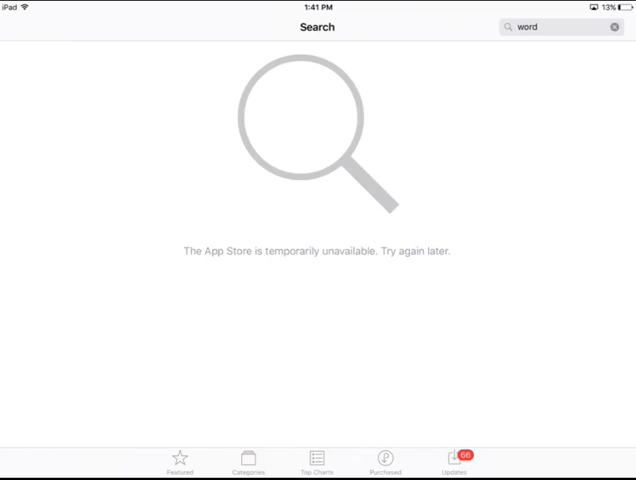 iPad 1:41 PM 13%
Search word
The App Store is temporarily unavailable. Try again later.
66
Featured Categories Top Charts Purchased Updates